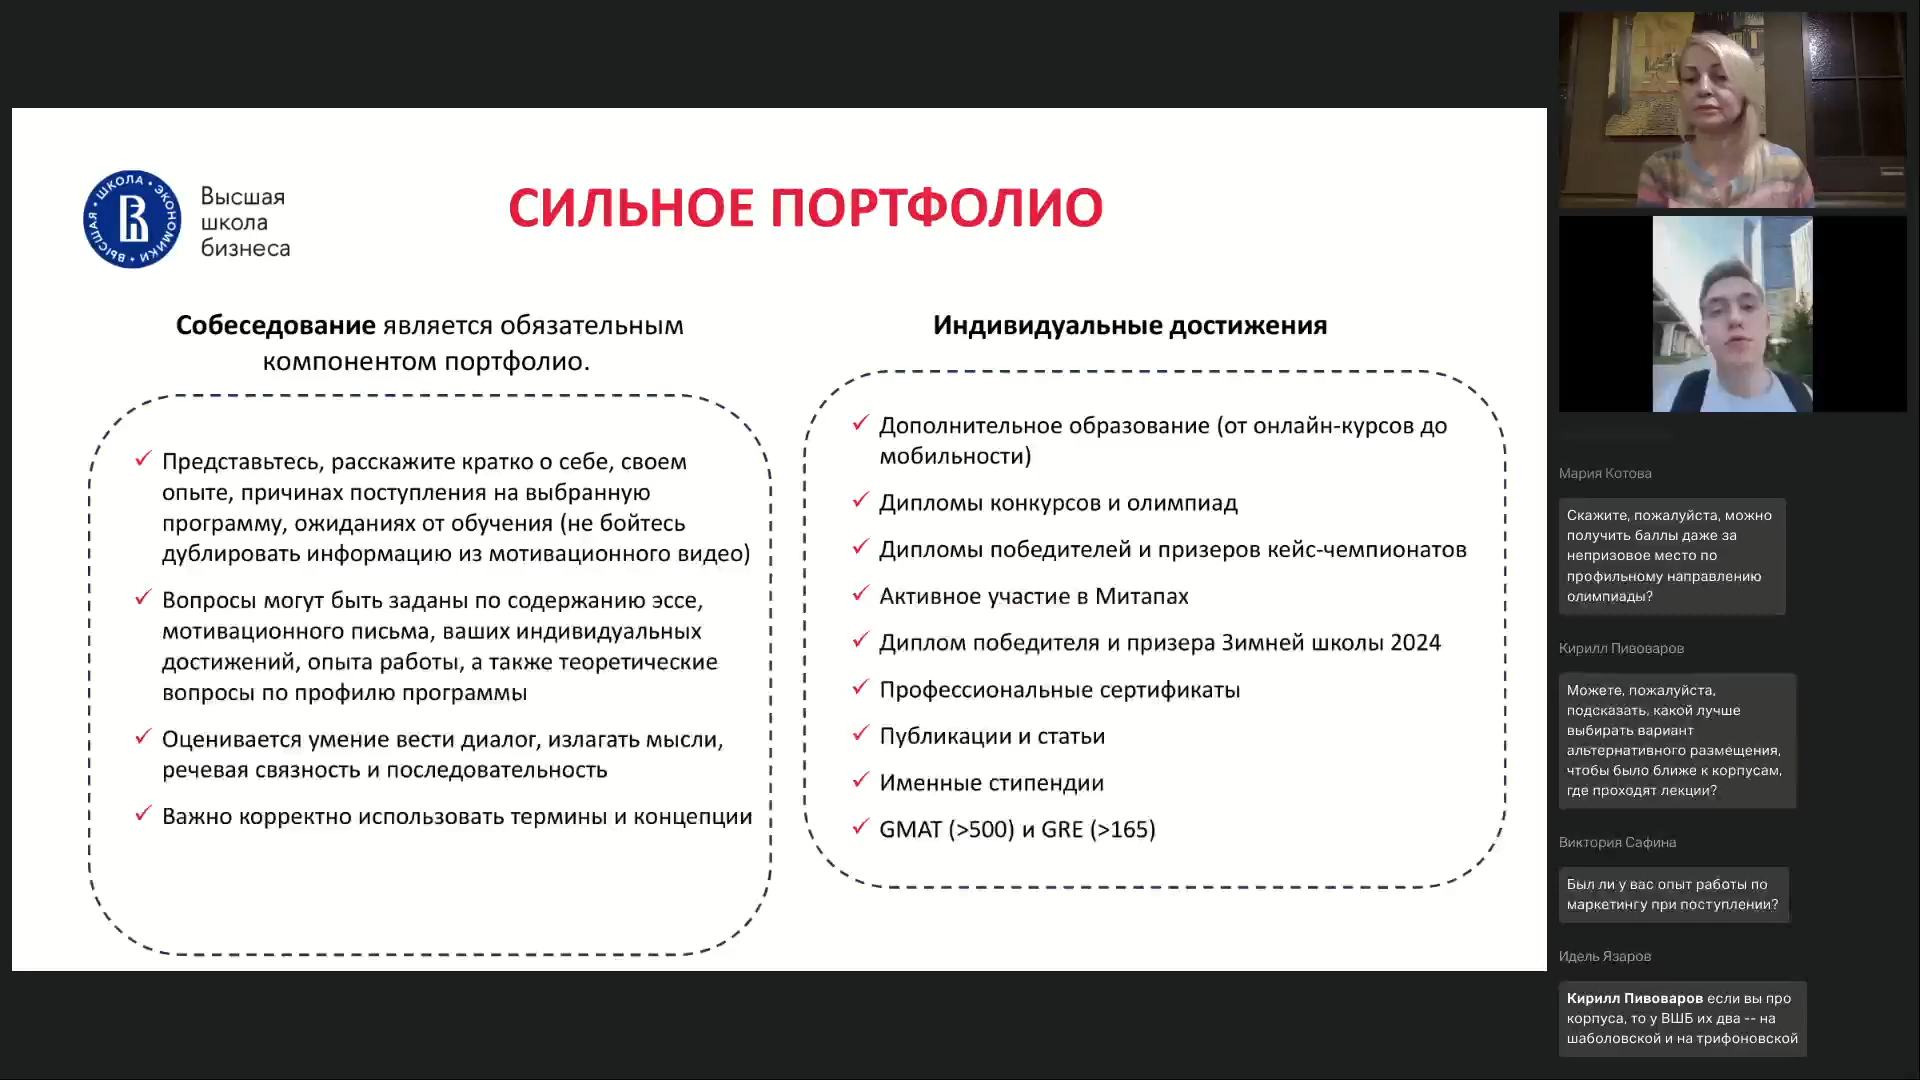 ВЫСШАЯ • ШКОЛА • ЭКОНОМИКИ •
Высшая
школа
бизнеса
СИЛЬНОЕ ПОРТФОЛИО
Собеседование является обязательным
компонентом портфолио.
Представьтесь, расскажите кратко о себе, своем
опыте, причинах поступления на выбранную
программу, ожиданиях от обучения (не бойтесь
дублировать информацию из мотивационного видео)
Вопросы могут быть заданы по содержанию эссе,
мотивационного письма, ваших индивидуальных
достижений, опыта работы, а также теоретические
вопросы по профилю программы
Оценивается умение вести диалог, излагать мысли,
речевая связность и последовательность
Важно корректно использовать термины и концепции
Индивидуальные достижения
Дополнительное образование (от онлайн-курсов до
мобильности)
Дипломы конкурсов и олимпиад
Дипломы победителей и призеров кейс-чемпионатов
Активное участие в Митапах
Диплом победителя и призера Зимней школы 2024
Профессиональные сертификаты
Публикации и статьи
Именные стипендии
GMAT (>500) и GRE (>165)
Мария Котова
Скажите, пожалуйста, можно
получить баллы даже за
непризовое место по
профильному направлению
олимпиады?
Кирилл Пивоваров
Можете, пожалуйста,
подсказать, какой лучше
выбирать вариант
альтернативного размещения,
чтобы было ближе к корпусам,
где проходят лекции?
Виктория Сафина
Был ли у вас опыт работы по
маркетингу при поступлении?
Идель Язаров
Кирилл Пивоваров если вы про
корпуса, то у ВШБ их два -- на
шаболовской и на трифоновской